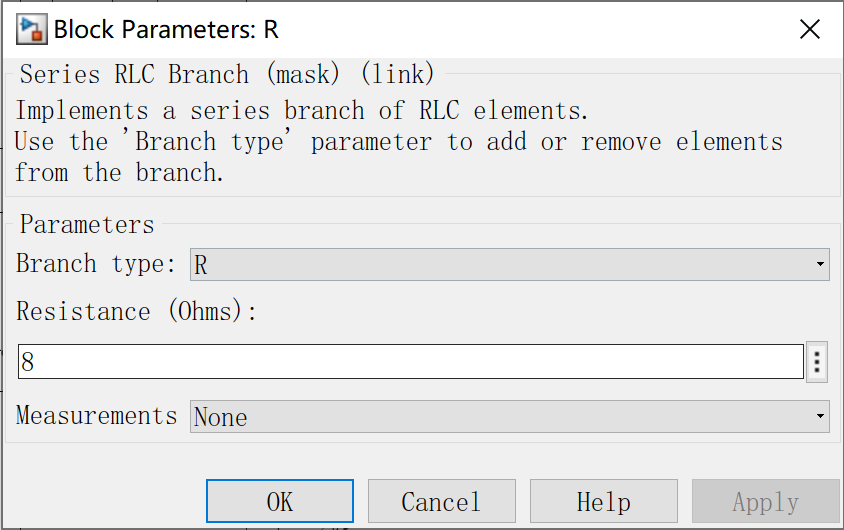 Block Parameters: R
Series RLC Branch (mask) (link)
Implements a series branch of RLC elements.
Use the 'Branch type' parameter to add or remove elements
from the branch.
Parameters
Branch type: R
Resistance (Ohms):
8
Measurements None
OK Cancel Help Apply